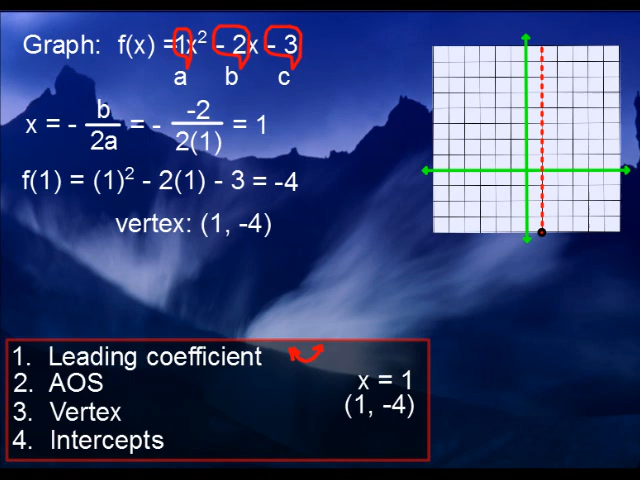 Graph: f(x) =1x² - 2x - 3
a b c
x = - b/2a = - -2/2(1) = 1
f(1) = (1)² - 2(1) - 3 = -4
vertex: (1, -4)
1. Leading coefficient
2. AOS x = 1
3. Vertex (1, -4)
4. Intercepts